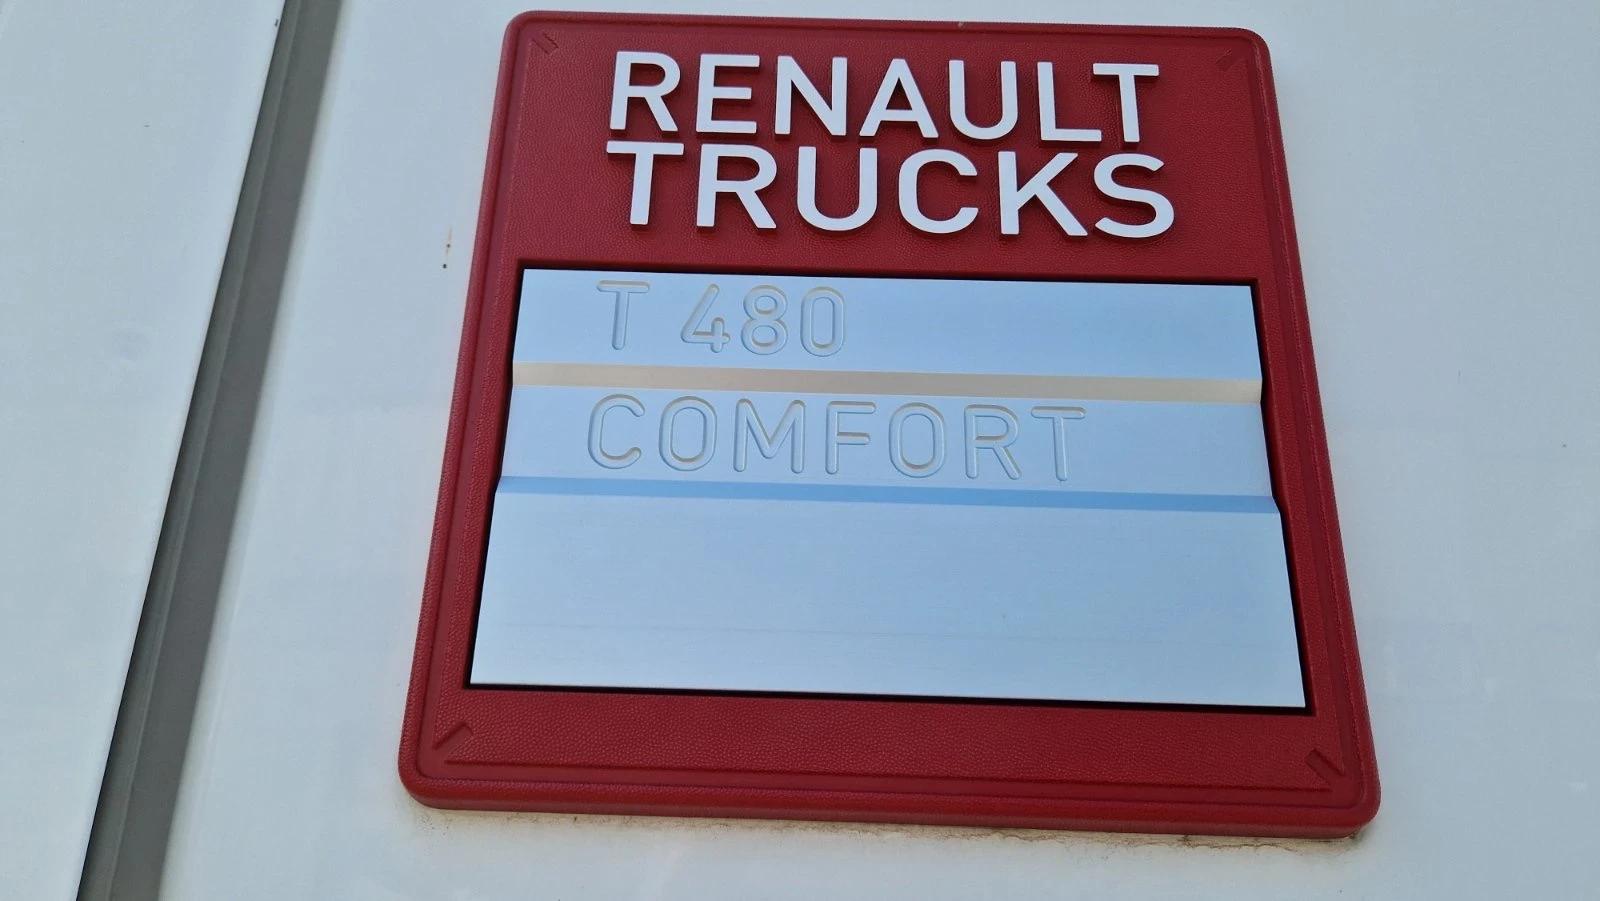 RENAULT
TRUCKS
T 480
COMFORT